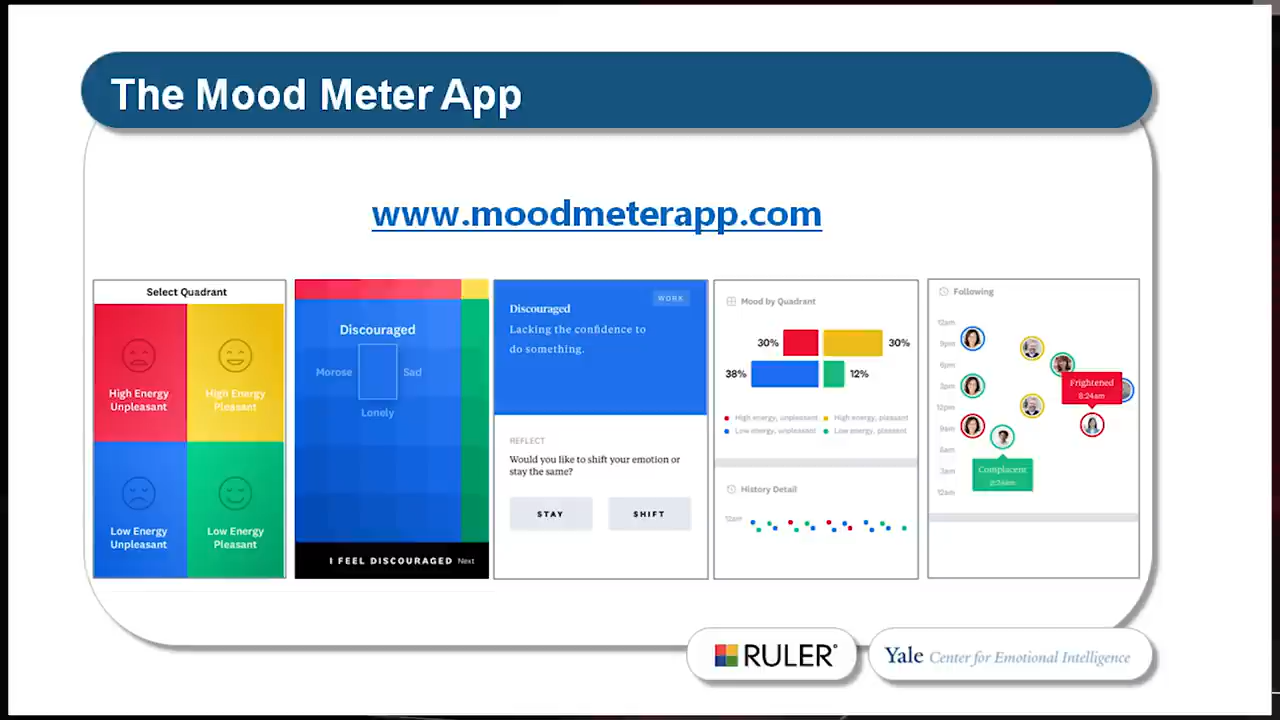 The Mood Meter App
www.moodmeterapp.com
Select Quadrant
High Energy
Unpleasant
High Energy
Pleasant
Low Energy
Unpleasant
Low Energy
Pleasant
Discouraged
Morose
Sad
Lonely
I FEEL DISCOURAGED Next
WORK
Discouraged
Lacking the confidence to
do something.
REFLECT
Would you like to shift your emotion or
stay the same?
STAY
SHIFT
Mood by Quadrant
30%
30%
38%
12%
High energy, unpleasant
High energy, pleasant
Low energy, unpleasant
Low energy, pleasant
History Detail
12am
Following
12am
9pm
6pm
3pm
12pm
9am
6am
3am
12am
Frightened
8:24am
Complacent
RULER
Yale Center for Emotional Intelligence